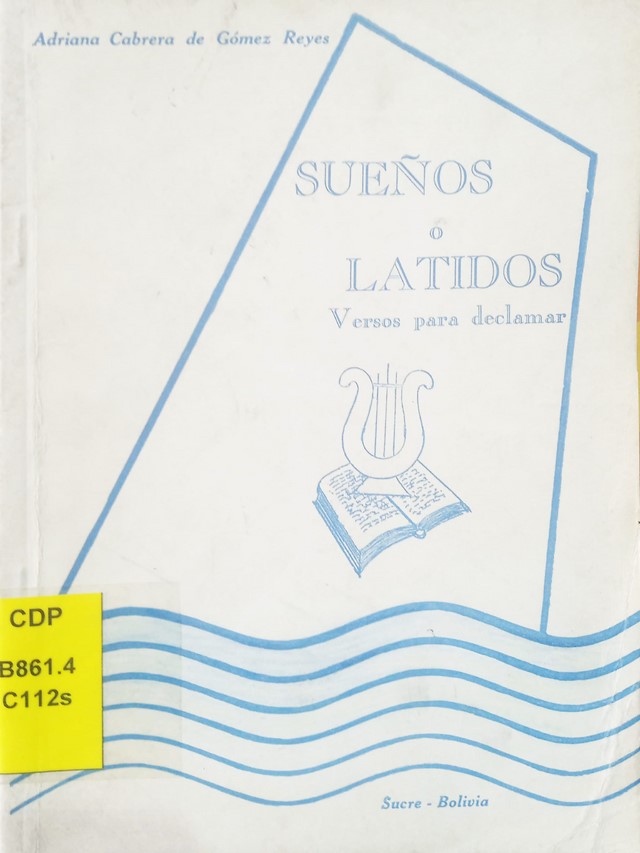 Adriana Cabrera de Gómez Reyes
SUEÑOS
ó
LATIDOS
Versos para declamar
CDP
B861.4
C112s
Sucre - Bolivia